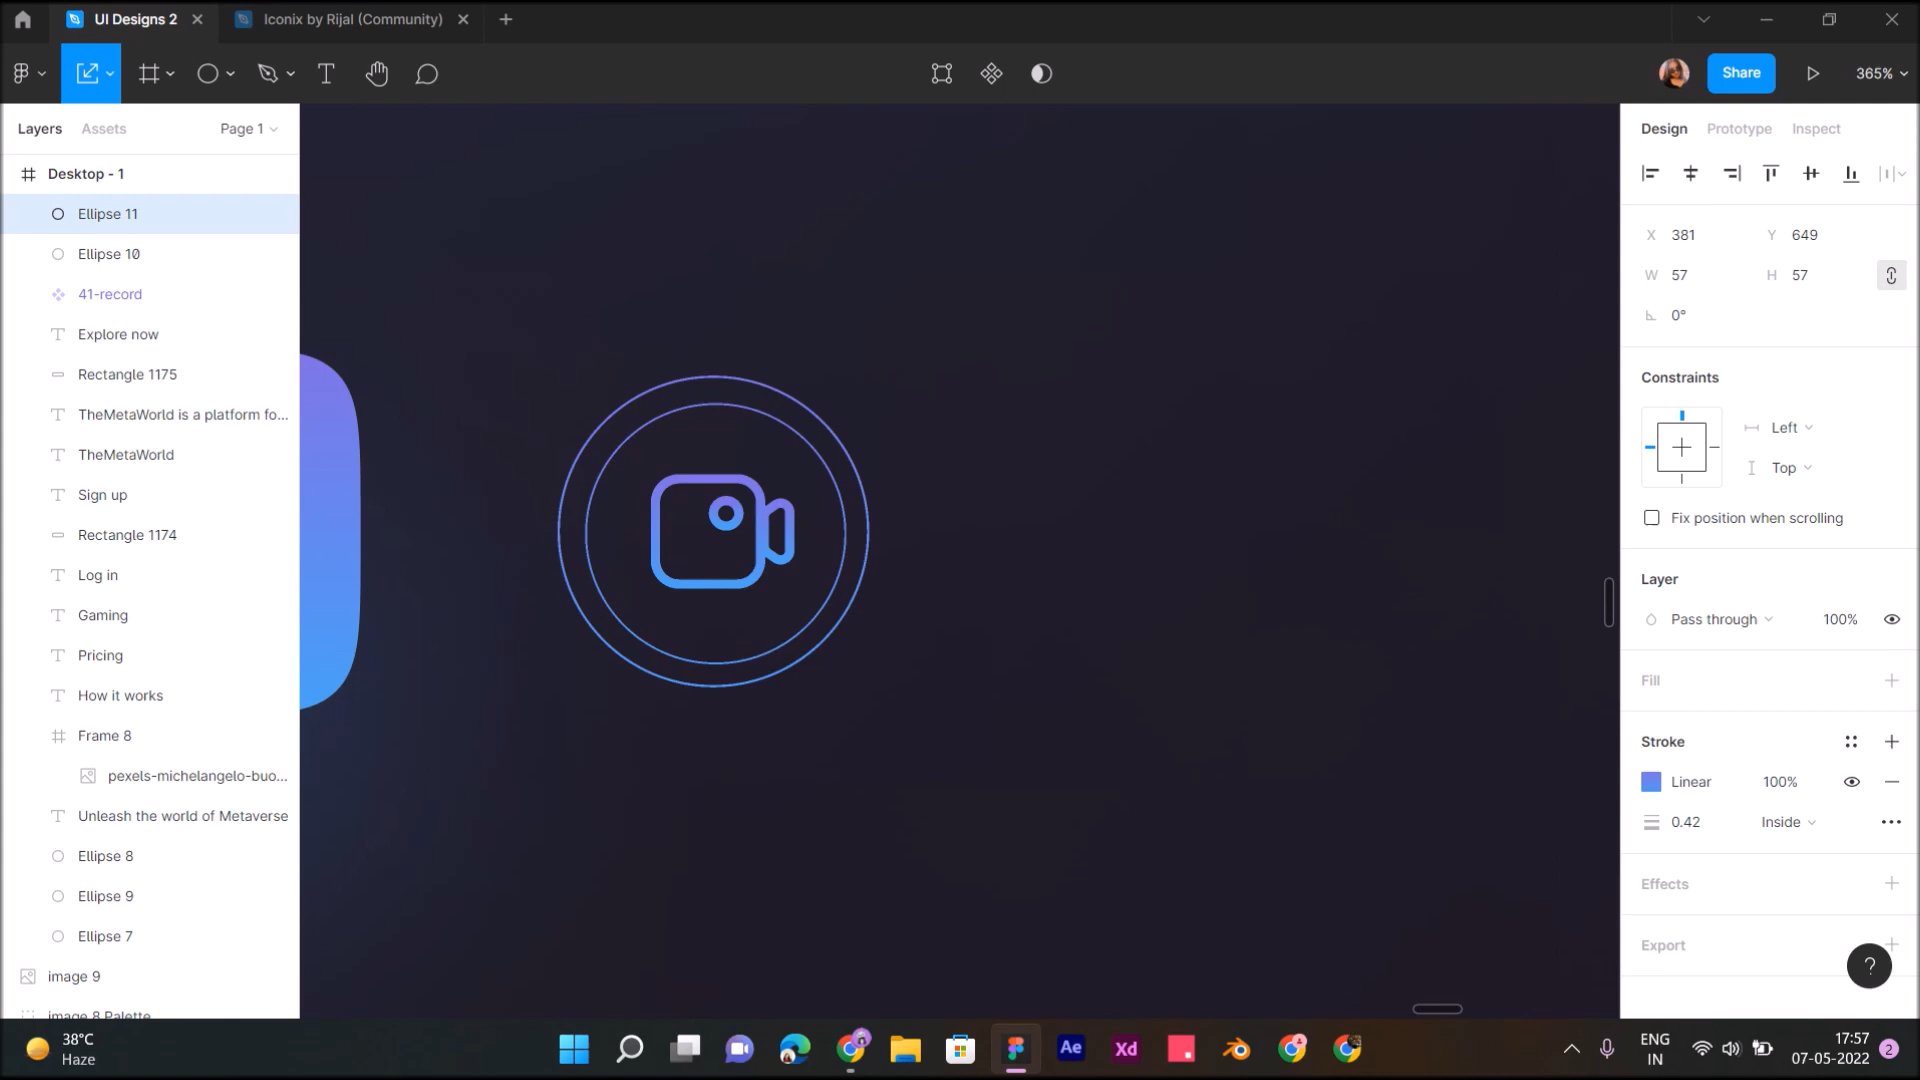 UI Designs 2
Iconix by Rijal (Community)
Share
365%
Layers
Assets
Page 1
Desktop - 1
Ellipse 11
Ellipse 10
41-record
Explore now
Rectangle 1175
TheMetaWorld is a platform fo...
TheMetaWorld
Sign up
Rectangle 1174
Log in
Gaming
Pricing
How it works
Frame 8
pexels-michelangelo-buo...
Unleash the world of Metaverse
Ellipse 8
Ellipse 9
Ellipse 7
image 9
image 8 Palette
Design
Prototype
Inspect
X 381
Y 649
W 57
H 57
0°
Constraints
Left
Top
Fix position when scrolling
Layer
Pass through
100%
Fill
Stroke
Linear
100%
0.42
Inside
Effects
Export
?
38°C
Haze
Ae
Xd
ENG
IN
17:57
07-05-2022
2